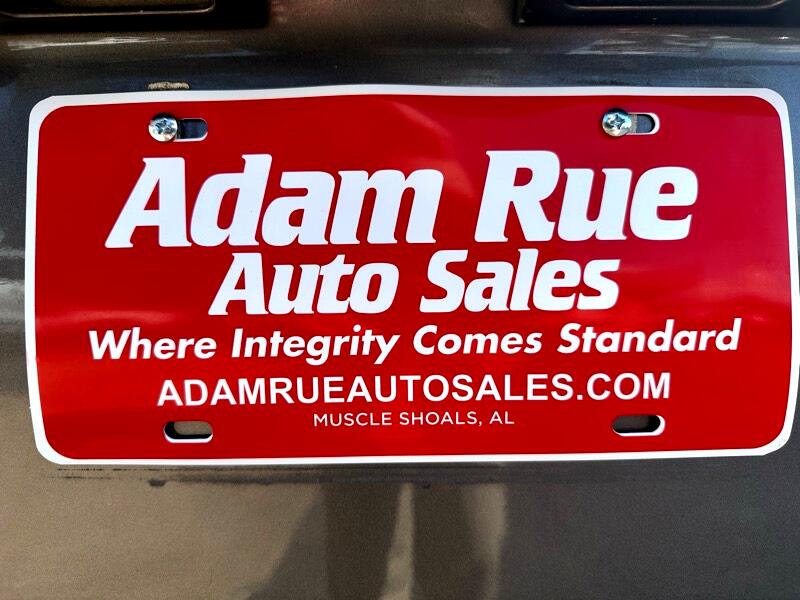 Adam Rue
Auto Sales
Where Integrity Comes Standard
ADAMRUEAUTOSALES.COM
MUSCLE SHOALS, AL